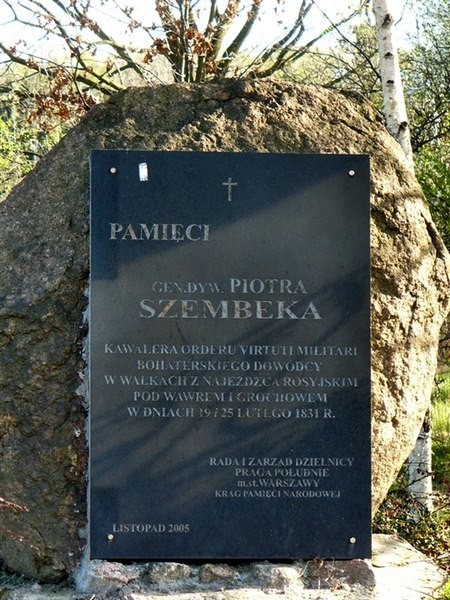 PAMIĘCI
GEN.DYW. PIOTRA
SZEMBEKA
KAWALERA ORDERU VIRTUTI MILITARI
BOHATERSKIEGO DOWÓDCY
W WALKACH Z NAJEŹDŹCĄ ROSYJSKIM
POD WAWREM I GROCHOWEM
W DNIACH 19 i 25 LUTEGO 1831 R.
RADA I ZARZĄD DZIELNICY
PRAGA POŁUDNIE
m.st.WARSZAWY
KRĄG PAMIĘCI NARODOWEJ
LISTOPAD 2005